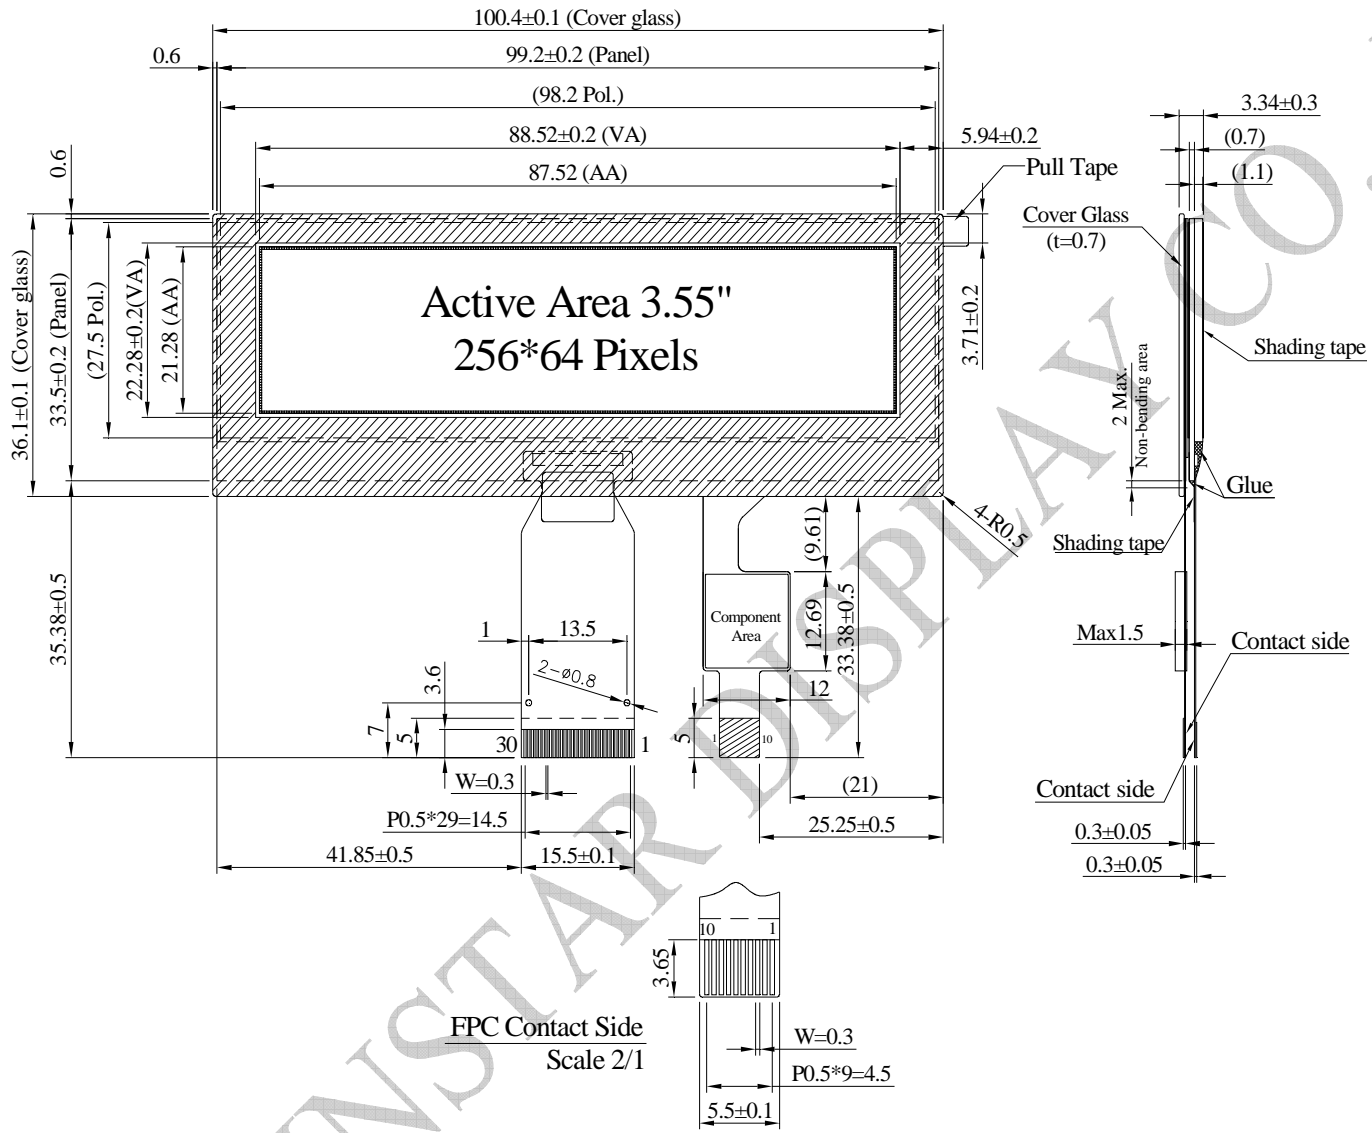 100.4±0.1 (Cover glass)
0.6
99.2±0.2 (Panel)
(98.2 Pol.)
88.52±0.2 (VA)
5.94±0.2
87.52 (AA)
3.34±0.3
(0.7)
(1.1)
0.6
Pull Tape
Cover Glass
(t=0.7)
36.1±0.1 (Cover glass)
33.5±0.2 (Panel)
(27.5 Pol.)
22.28±0.2(VA)
21.28 (AA)
Active Area 3.55"
256*64 Pixels
3.71±0.2
Shading tape
2 Max.
Non-bending area
Glue
4-R0.5
Shading tape
35.38±0.5
(9.61)
12.69
33.38±0.5
Component
Area
1
13.5
2-ø0.8
Max1.5
Contact side
3.6
7
5
12
30
1
5
1
10
W=0.3
(21)
Contact side
P0.5*29=14.5
25.25±0.5
41.85±0.5
15.5±0.1
0.3±0.05
0.3±0.05
10
1
3.65
FPC Contact Side
Scale 2/1
W=0.3
P0.5*9=4.5
5.5±0.1
NSTAR DISPLAY CO.